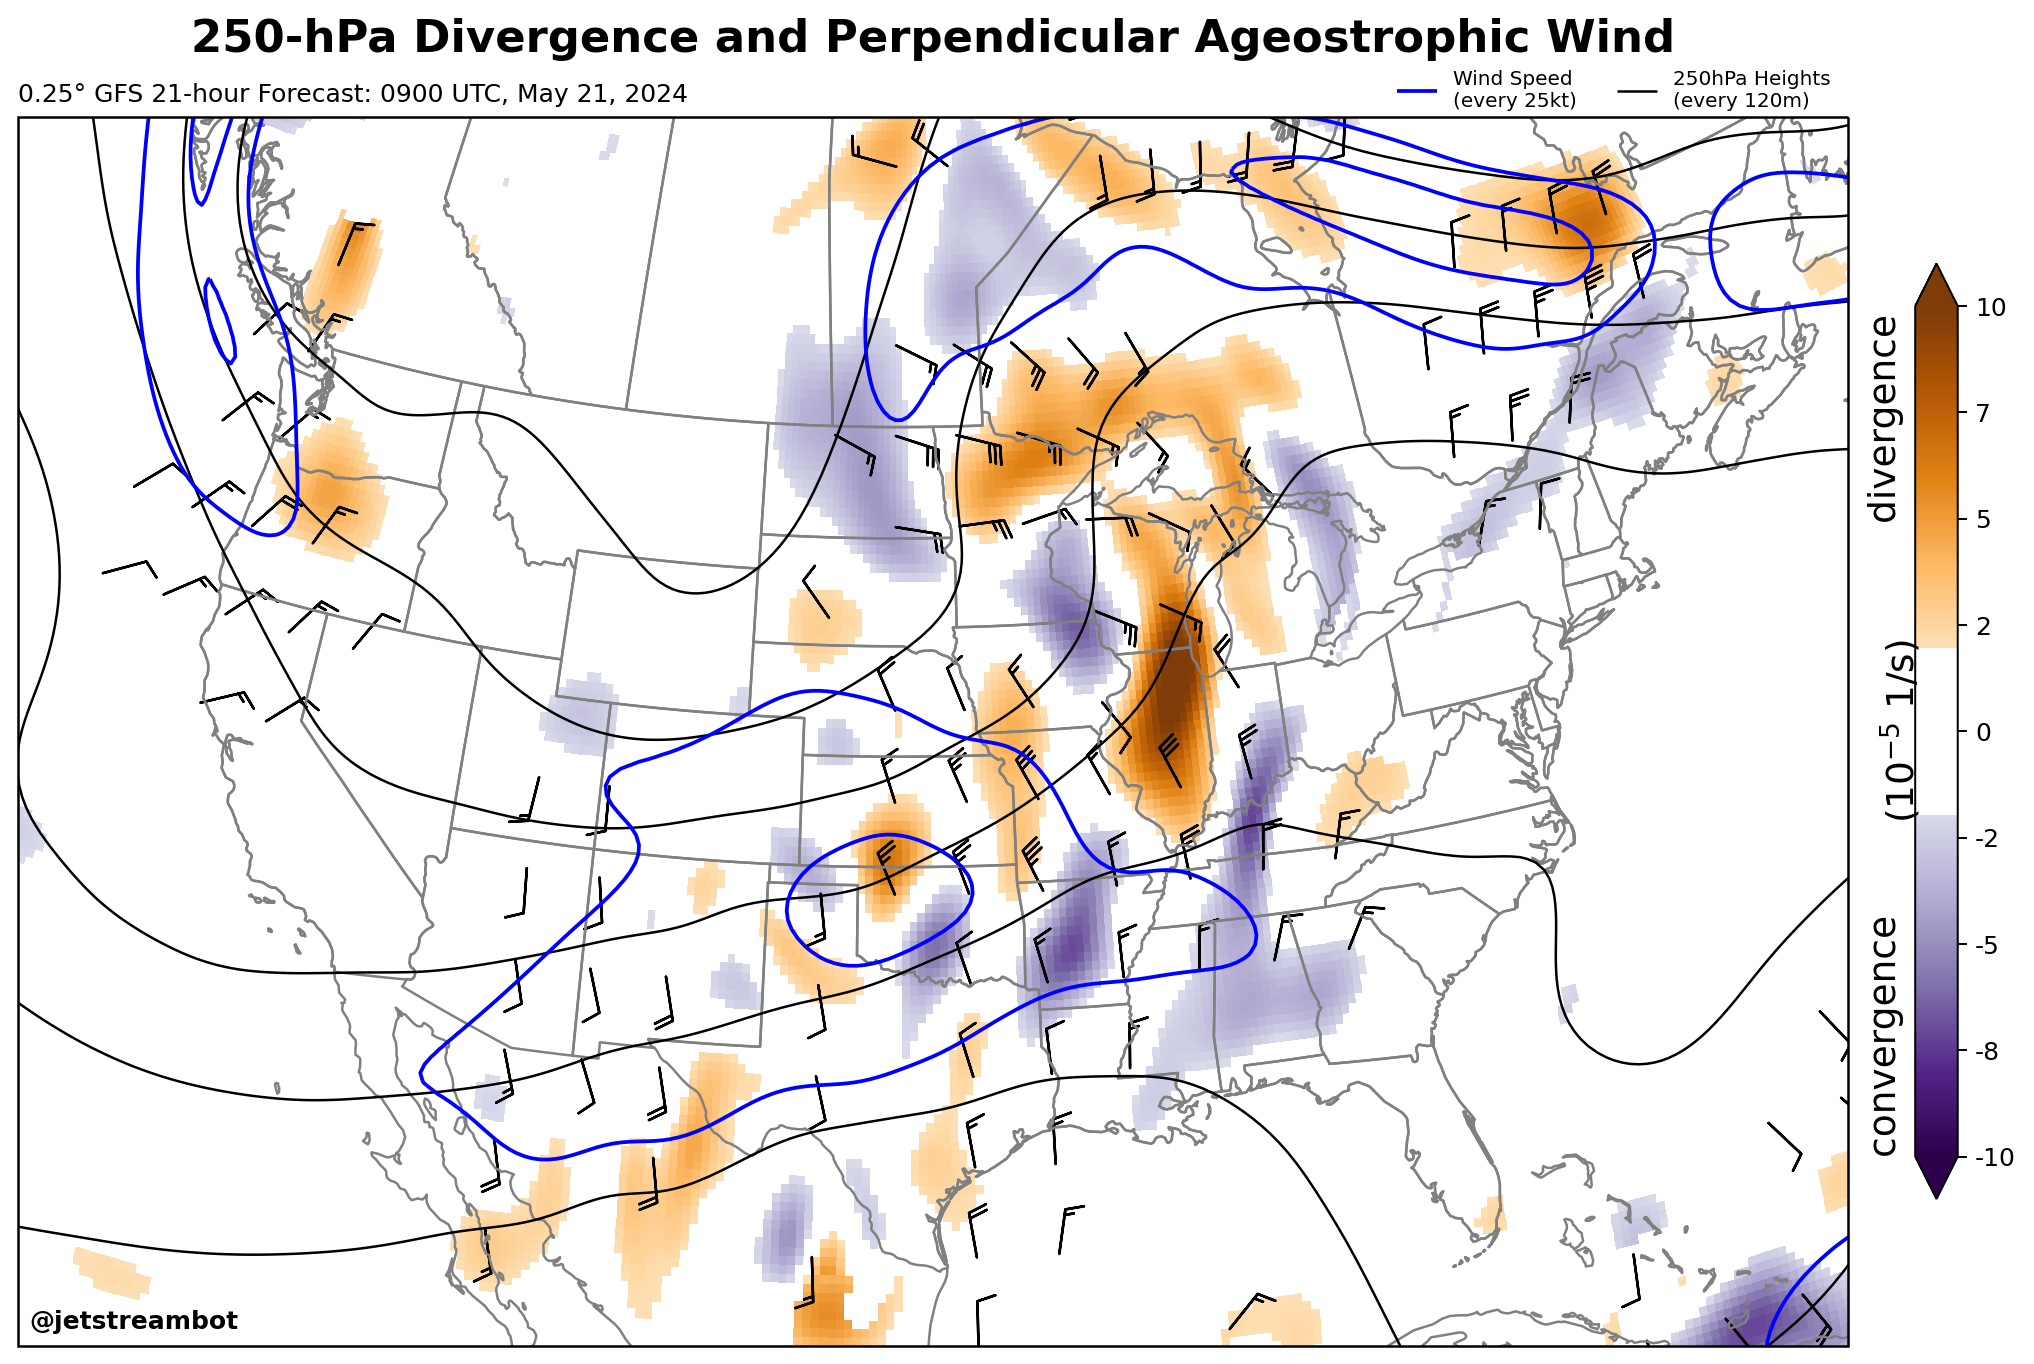 250-hPa Divergence and Perpendicular Ageostrophic Wind
0.25° GFS 21-hour Forecast: 0900 UTC, May 21, 2024
Wind Speed
(every 25kt)
250hPa Heights
(every 120m)
10
7
5
2
0
-2
-5
-8
-10
divergence
(10⁻⁵ 1/s)
convergence
@jetstreambot